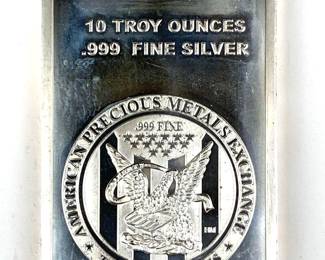 10 TROY OUNCES
.999 FINE SILVER
AMERICAN PRECIOUS METALS EXCHANGE
.999 FINE